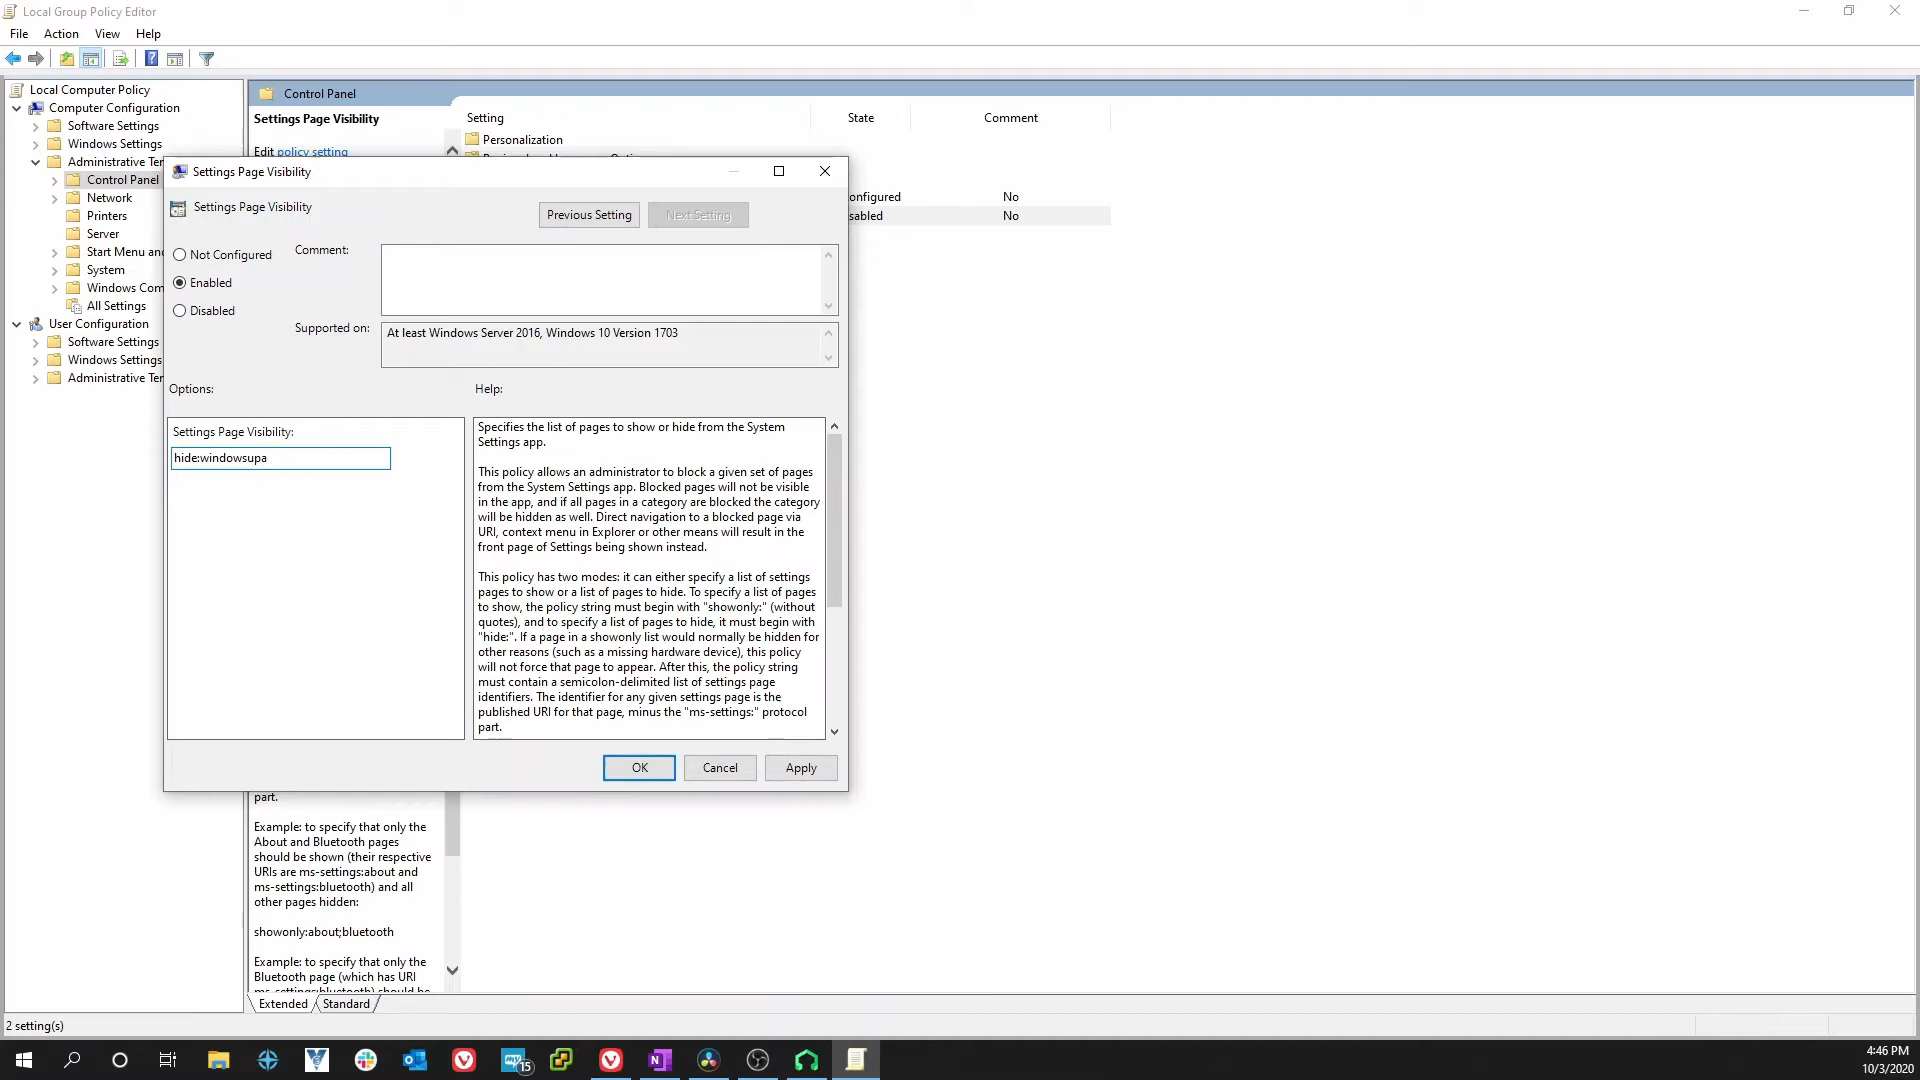 Local Group Policy Editor
File Action View Help
Local Computer Policy
Computer Configuration
Software Settings
Windows Settings
Administrative Ter
Control Panel
Network
Printers
Server
Start Menu and
System
Windows Com
All Settings
User Configuration
Software Settings
Windows Settings
Administrative Ter
Control Panel
Settings Page Visibility
Edit policy setting
Setting State Comment
Personalization
onfigured No
sabled No
Settings Page Visibility
Settings Page Visibility
Previous Setting
Next Setting
Not Configured
Enabled
Disabled
Comment:
Supported on:
At least Windows Server 2016, Windows 10 Version 1703
Options:
Help:
Settings Page Visibility:
hide:windowsupa
Specifies the list of pages to show or hide from the System
Settings app.
This policy allows an administrator to block a given set of pages
from the System Settings app. Blocked pages will not be visible
in the app, and if all pages in a category are blocked the category
will be hidden as well. Direct navigation to a blocked page via
URI, context menu in Explorer or other means will result in the
front page of Settings being shown instead.
This policy has two modes: it can either specify a list of settings
pages to show or a list of pages to hide. To specify a list of pages
to show, the policy string must begin with "showonly:" (without
quotes), and to specify a list of pages to hide, it must begin with
"hide:". If a page in a showonly list would normally be hidden for
other reasons (such as a missing hardware device), this policy
will not force that page to appear. After this, the policy string
must contain a semicolon-delimited list of settings page
identifiers. The identifier for any given settings page is the
published URI for that page, minus the "ms-settings:" protocol
part.
OK Cancel Apply
part.
Example: to specify that only the
About and Bluetooth pages
should be shown (their respective
URIs are ms-settings:about and
ms-settings:bluetooth) and all
other pages hidden:
showonly:about;bluetooth
Example: to specify that only the
Bluetooth page (which has URI
ms-settings:bluetooth) should be
Extended Standard
2 setting(s)
my
15
N
4:46 PM
10/3/2020